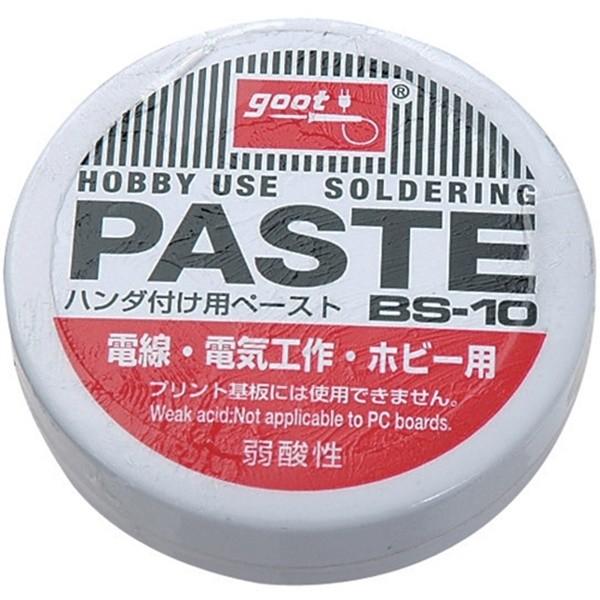 goot ®
HOBBY USE SOLDERING
PASTE
ハンダ付け用ペースト BS-10
電線・電気工作・ホビー用
プリント基板には使用できません。
Weak acid:Not applicable to PC boards.
弱酸性